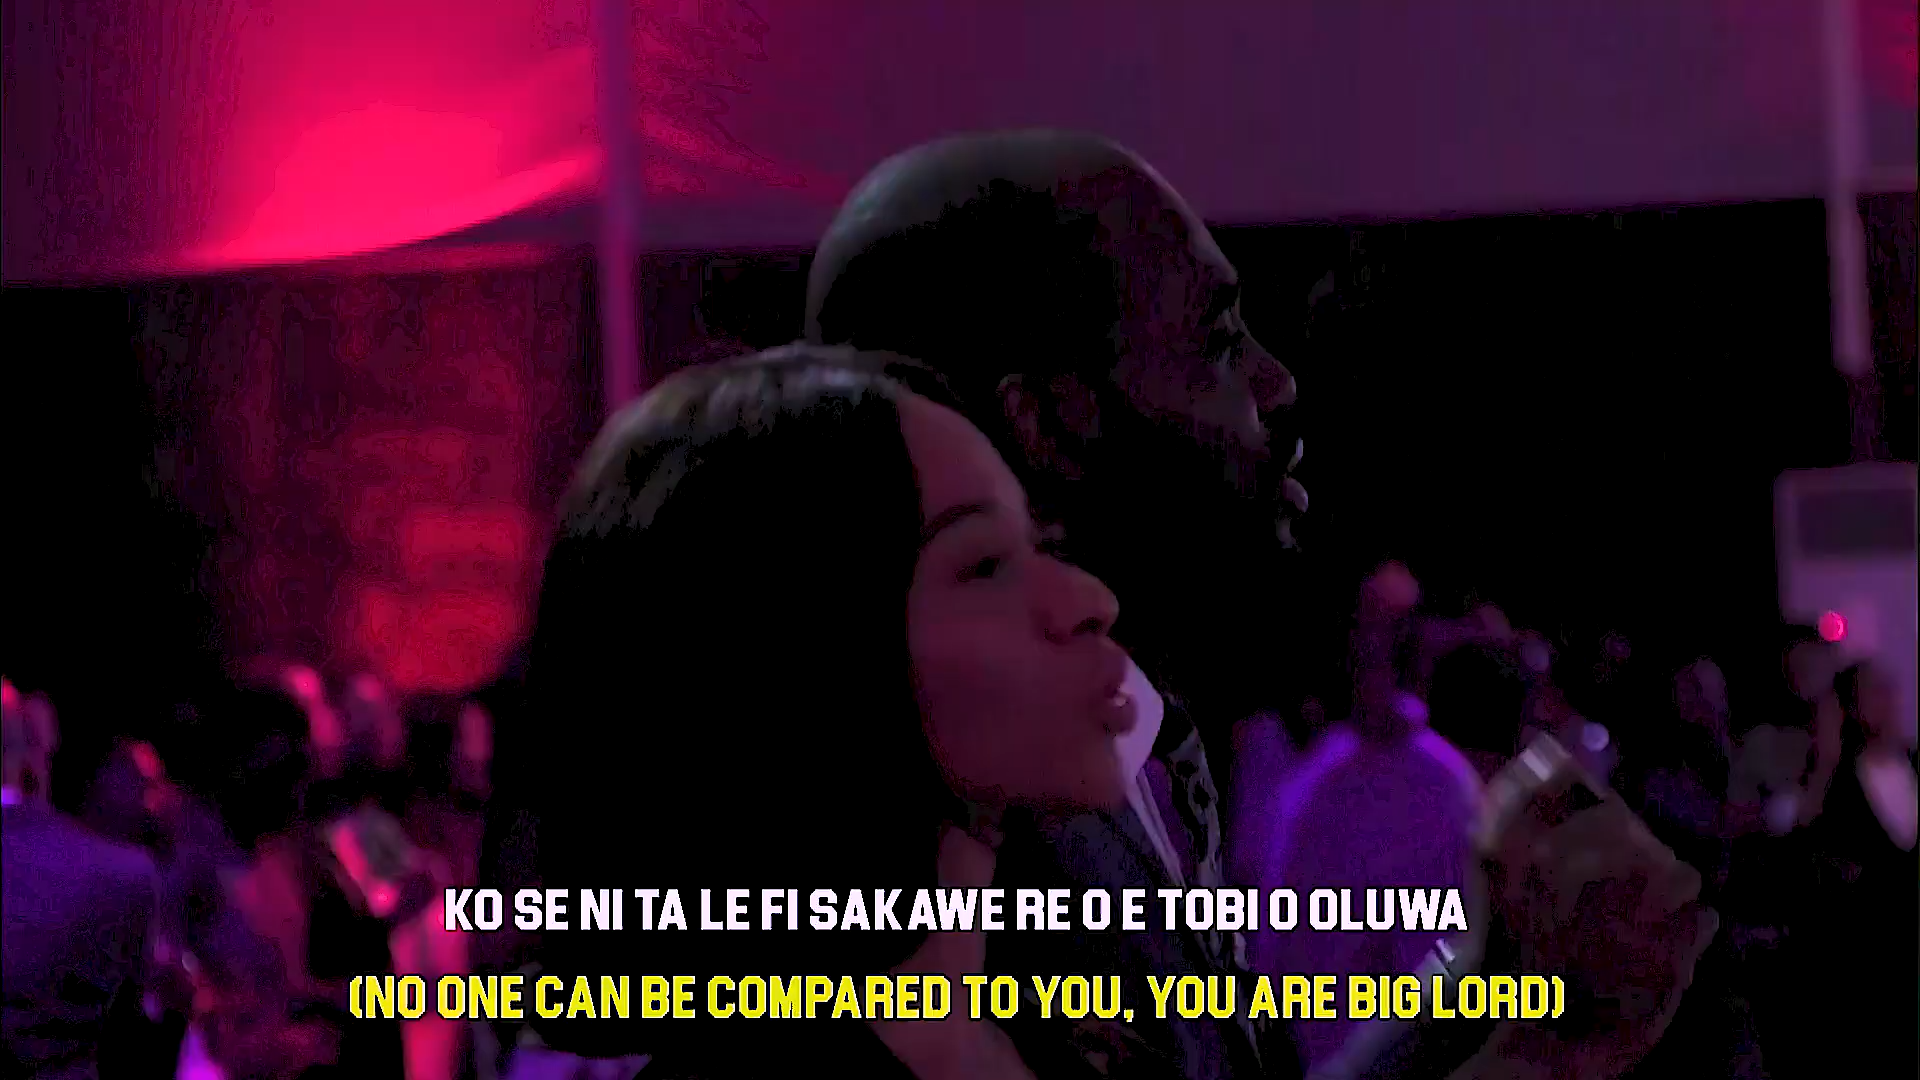 KO SE NI TA LE FI SAKAWE RE O E TOBI O OLUWA
(NO ONE CAN BE COMPARED TO YOU, YOU ARE BIG LORD)